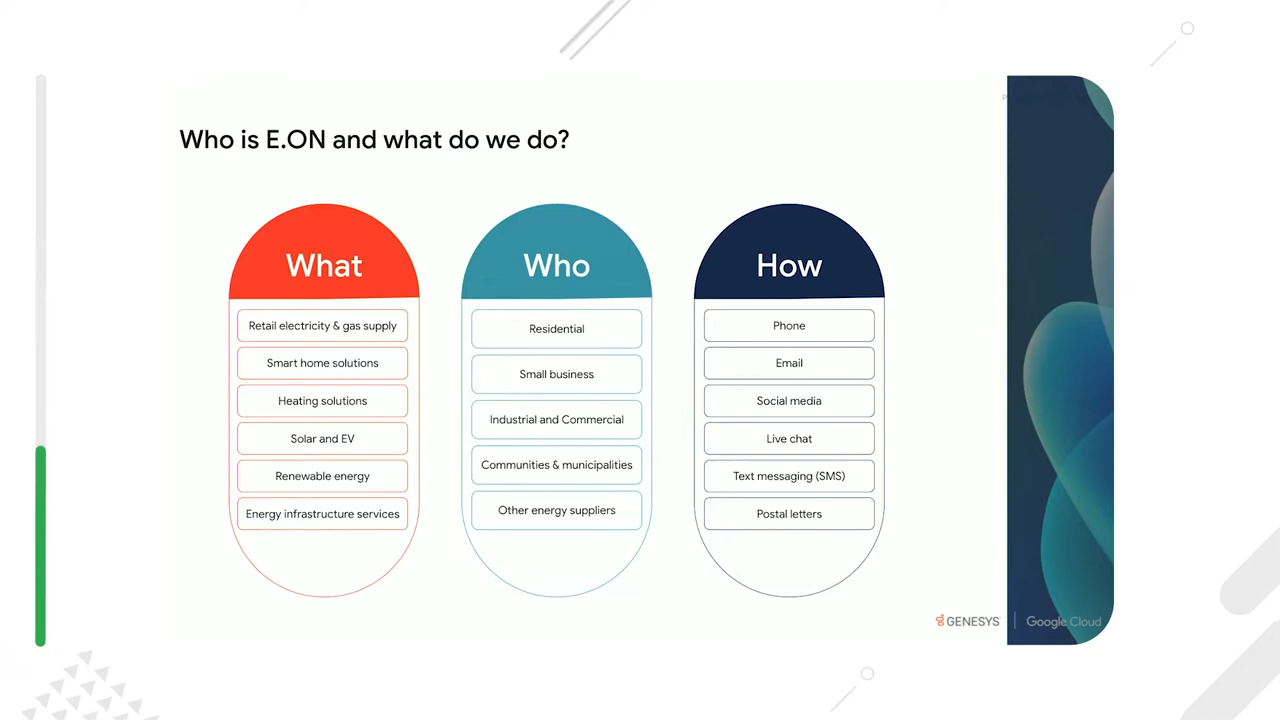 Who is E.ON and what do we do?
What
Retail electricity & gas supply
Smart home solutions
Heating solutions
Solar and EV
Renewable energy
Energy infrastructure services
Who
Residential
Small business
Industrial and Commercial
Communities & municipalities
Other energy suppliers
How
Phone
Email
Social media
Live chat
Text messaging (SMS)
Postal letters
GENESYS
Google Cloud